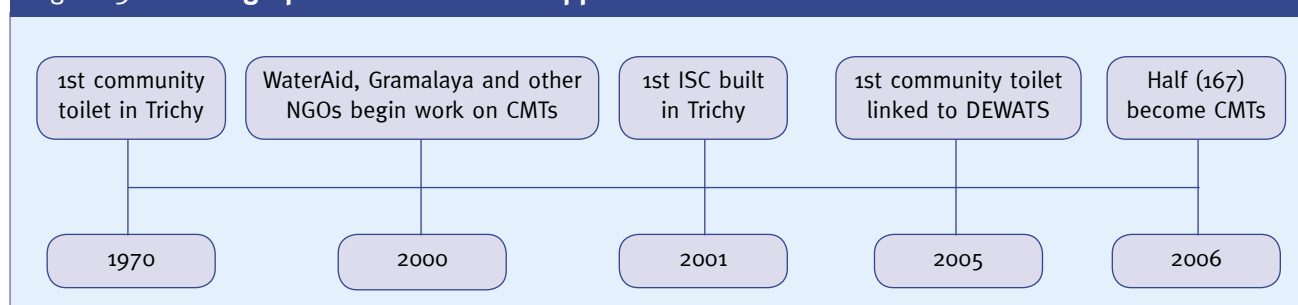 1st community
toilet in Trichy
WaterAid, Gramalaya and other
NGOs begin work on CMTs
1st ISC built
in Trichy
1st community toilet
linked to DEWATS
Half (167)
become CMTs
1970
2000
2001
2005
2006